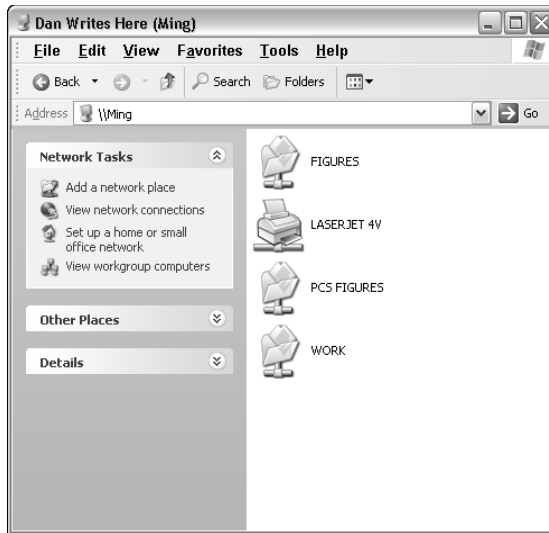 Dan Writes Here (Ming)
File Edit View Favorites Tools Help
Back Search Folders
Address \\Ming Go
Network Tasks
Add a network place
View network connections
Set up a home or small
office network
View workgroup computers
Other Places
Details
FIGURES
LASERJET 4V
PCS FIGURES
WORK